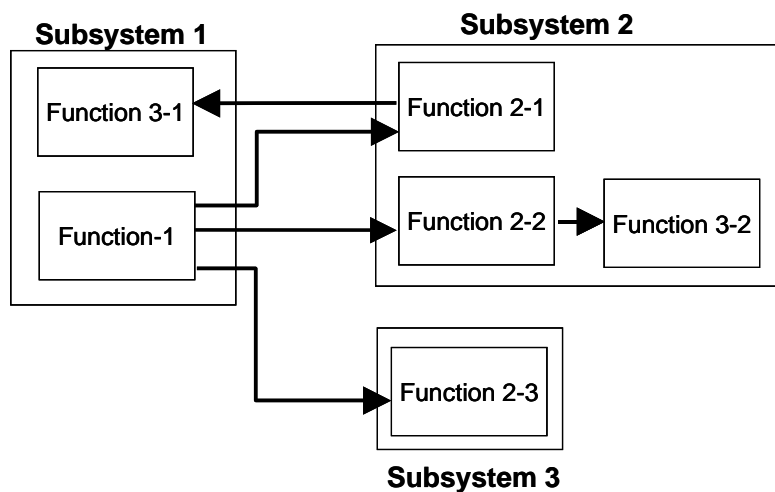 Subsystem 1
Function 3-1
Function-1
Subsystem 2
Function 2-1
Function 2-2
Function 3-2
Function 2-3
Subsystem 3